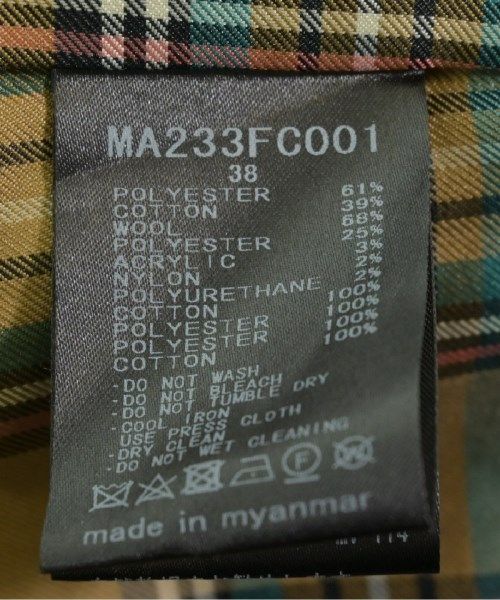 MA233FC001
38
POLYESTER 61%
COTTON 39%
WOOL 68%
POLYESTER 25%
ACRYLIC 3%
NYLON 2%
POLYURETHANE 2%
COTTON 100%
POLYESTER 100%
POLYESTER 100%
COTTON 100%
-DO NOT WASH
-DO NOT BLEACH
-DO NOT TUMBLE DRY
-COOL IRON
USE PRESS CLOTH
-DRY CLEAN
-DO NOT WET CLEANING
made in myanmar
114